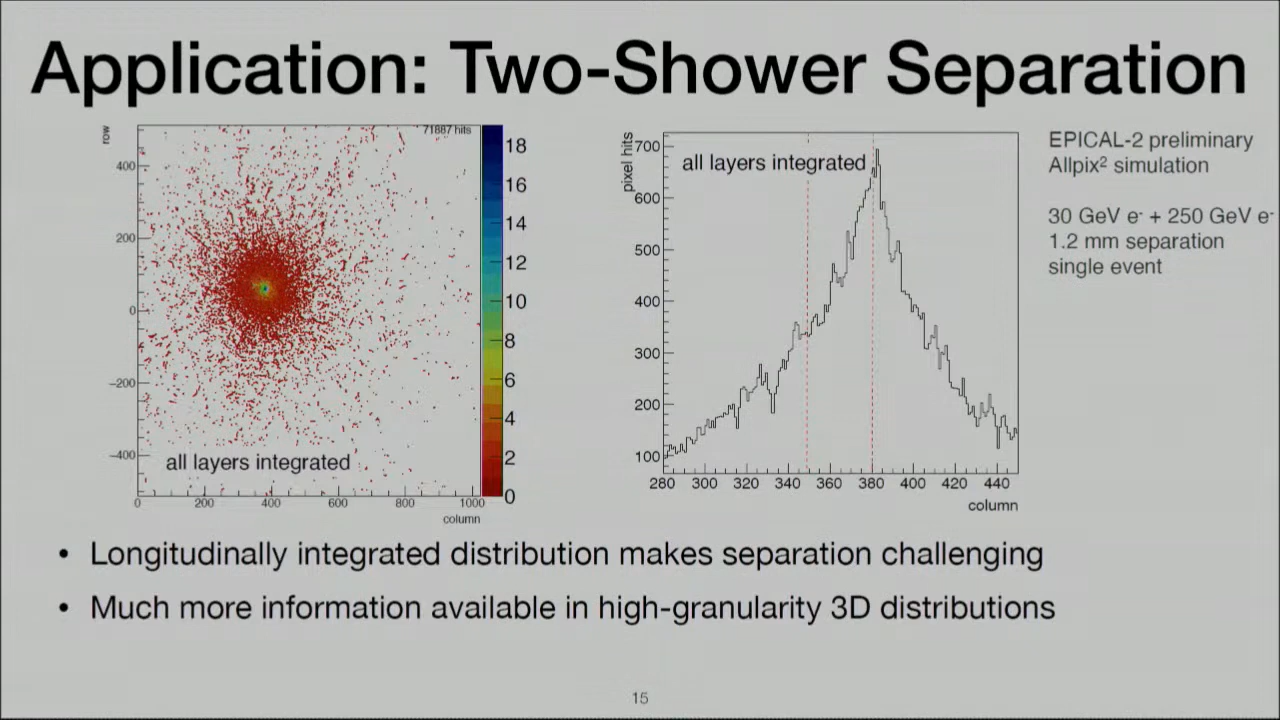 Application: Two-Shower Separation
row
71887 hits
400
200
0
−200
−400
all layers integrated
0 200 400 600 800 1000
column
18
16
14
12
10
8
6
4
2
0
pixel hits
700
600
500
400
300
200
100
all layers integrated
280 300 320 340 360 380 400 420 440
column
EPICAL-2 preliminary
Allpix² simulation
30 GeV e⁻ + 250 GeV e⁻
1.2 mm separation
single event
• Longitudinally integrated distribution makes separation challenging
• Much more information available in high-granularity 3D distributions
15